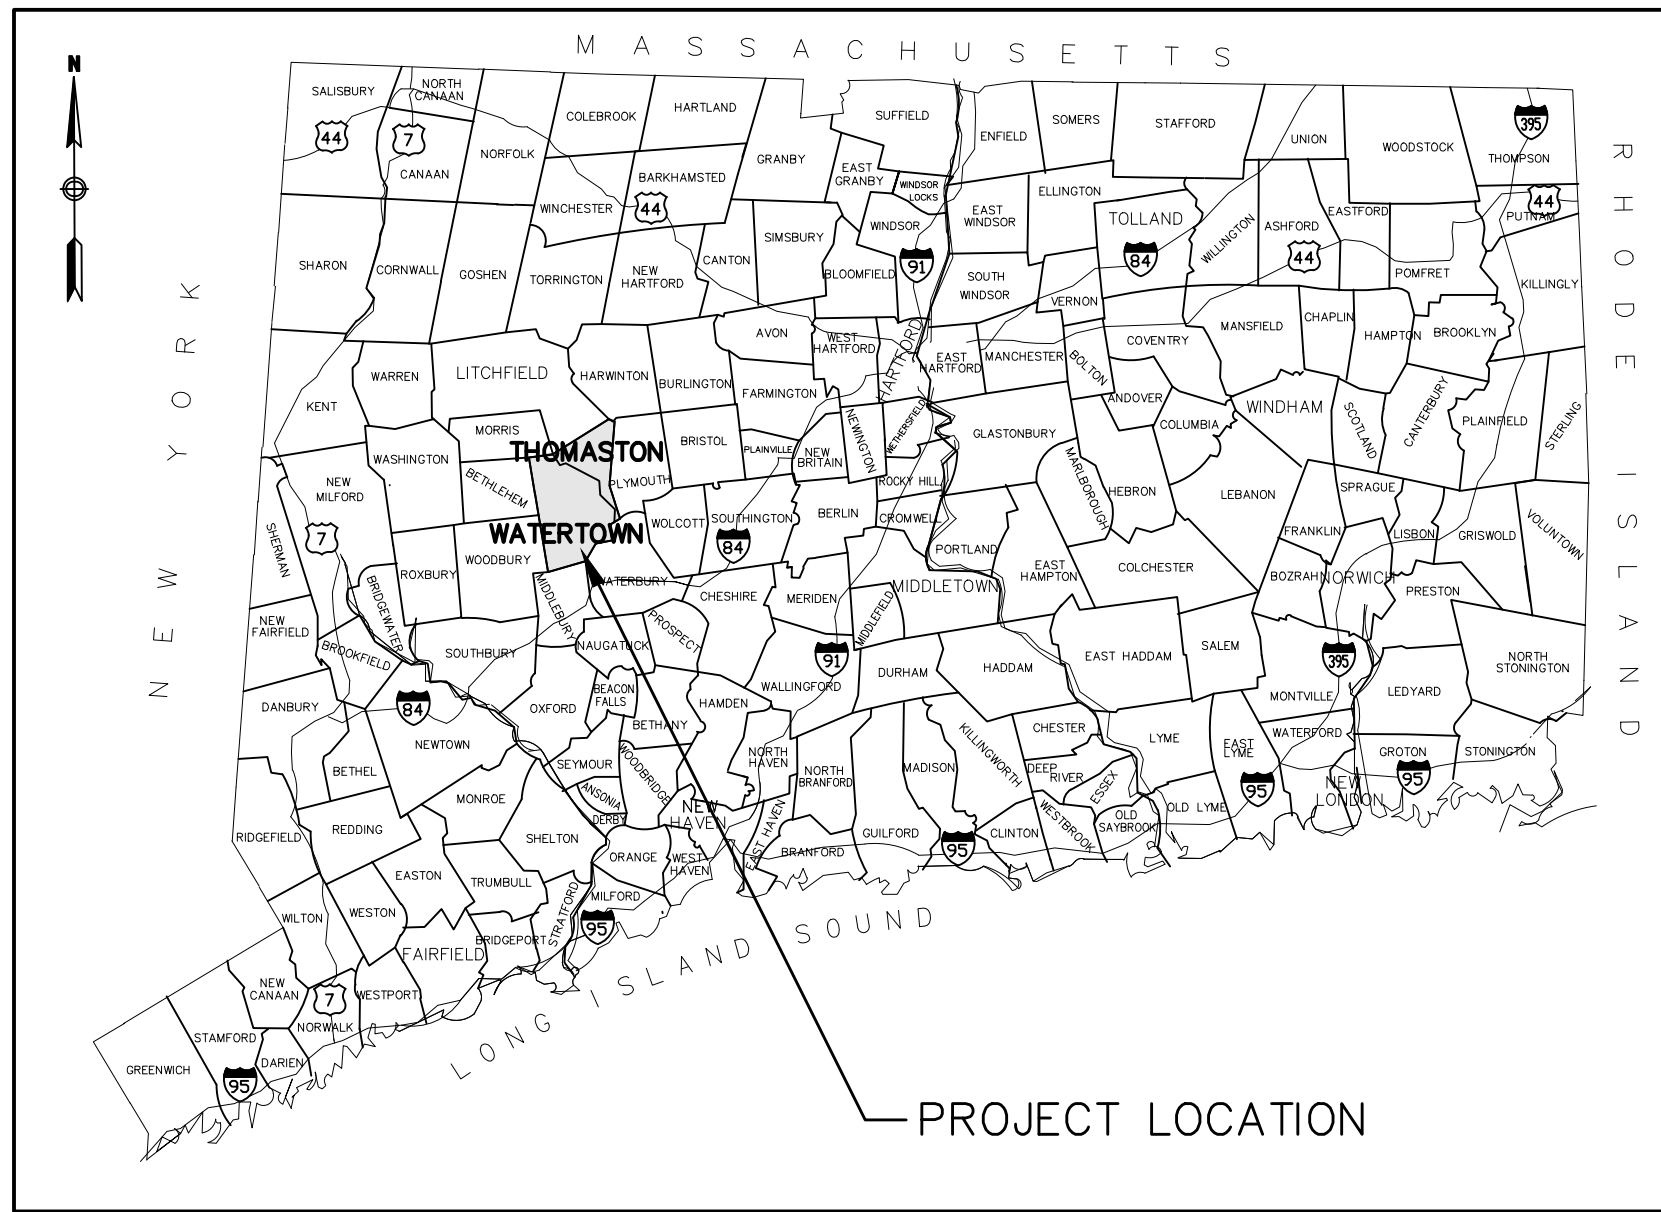 MASSACHUSETTS
N
SALISBURY
NORTH
CANAAN
COLEBROOK
HARTLAND
SUFFIELD
ENFIELD
SOMERS
STAFFORD
UNION
WOODSTOCK
395
THOMPSON
44
7
NORFOLK
CANAAN
GRANBY
EAST
GRANBY
WINDSOR
LOCKS
BARKHAMSTED
44
WINCHESTER
ELLINGTON
EAST
WINDSOR
WINDSOR
TOLLAND
84
WILLINGTON
ASHFORD
44
EASTFORD
44
PUTNAM
RHODE ISLAND
SHARON
CORNWALL
GOSHEN
TORRINGTON
NEW
HARTFORD
CANTON
SIMSBURY
BLOOMFIELD
91
SOUTH
WINDSOR
VERNON
POMFRET
KILLINGLY
NEW YORK
AVON
WEST
HARTFORD
HARTFORD
EAST
HARTFORD
MANCHESTER
BOLTON
COVENTRY
MANSFIELD
CHAPLIN
HAMPTON
BROOKLYN
KENT
WARREN
LITCHFIELD
HARWINTON
BURLINGTON
FARMINGTON
ANDOVER
COLUMBIA
WINDHAM
SCOTLAND
CANTERBURY
PLAINFIELD
STERLING
MORRIS
THOMASTON
BRISTOL
PLAINVILLE
NEW
BRITAIN
NEWINGTON
WETHERSFIELD
GLASTONBURY
WASHINGTON
BETHLEHEM
PLYMOUTH
ROCKY HILL
MARLBOROUGH
HEBRON
LEBANON
SPRAGUE
NEW
MILFORD
7
SHERMAN
WATERTOWN
WOLCOTT
SOUTHINGTON
84
BERLIN
CROMWELL
PORTLAND
FRANKLIN
LISBON
GRISWOLD
VOLUNTOWN
WOODBURY
ROXBURY
BRIDGEWATER
MIDDLEBURY
WATERBURY
CHESHIRE
MERIDEN
MIDDLEFIELD
MIDDLETOWN
EAST
HAMPTON
COLCHESTER
BOZRAH
NORWICH
PRESTON
NEW
FAIRFIELD
BROOKFIELD
SOUTHBURY
NAUGATUCK
PROSPECT
91
WALLINGFORD
DURHAM
HADDAM
EAST HADDAM
SALEM
395
MONTVILLE
LEDYARD
NORTH
STONINGTON
DANBURY
84
NEWTOWN
OXFORD
BEACON
FALLS
BETHANY
HAMDEN
KILLINGWORTH
CHESTER
LYME
EAST
LYME
WATERFORD
GROTON
95
STONINGTON
BETHEL
SEYMOUR
WOODBRIDGE
NORTH
HAVEN
NORTH
BRANFORD
MADISON
DEEP
RIVER
ESSEX
95
NEW
LONDON
MONROE
ANSONIA
DERBY
NEW
HAVEN
EAST HAVEN
OLD LYME
OLD
SAYBROOK
WESTBROOK
RIDGEFIELD
REDDING
SHELTON
ORANGE
WEST
HAVEN
BRANFORD
GUILFORD
95
CLINTON
EASTON
TRUMBULL
STRATFORD
MILFORD
95
WILTON
WESTON
FAIRFIELD
BRIDGEPORT
LONG ISLAND SOUND
NEW
CANAAN
7
WESTPORT
NORWALK
STAMFORD
DARIEN
95
GREENWICH
PROJECT LOCATION